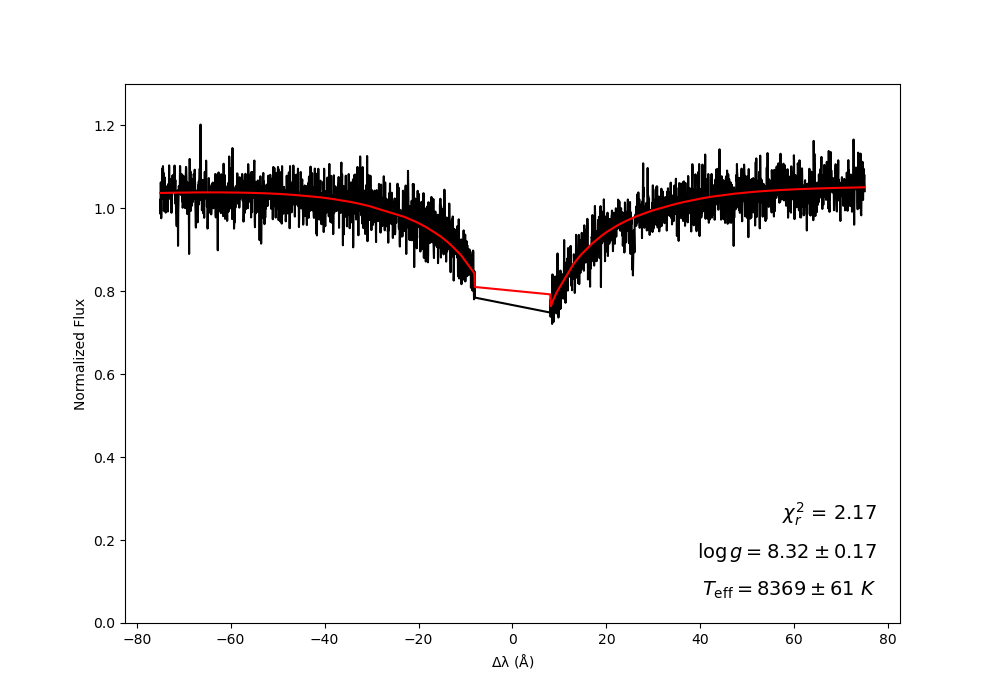 Normalized Flux
1.2
1.0
0.8
0.6
0.4
0.2
0.0
χ²ᵣ = 2.17
log g = 8.32 ± 0.17
T_eff = 8369 ± 61 K
−80 −60 −40 −20 0 20 40 60 80
Δλ (Å)